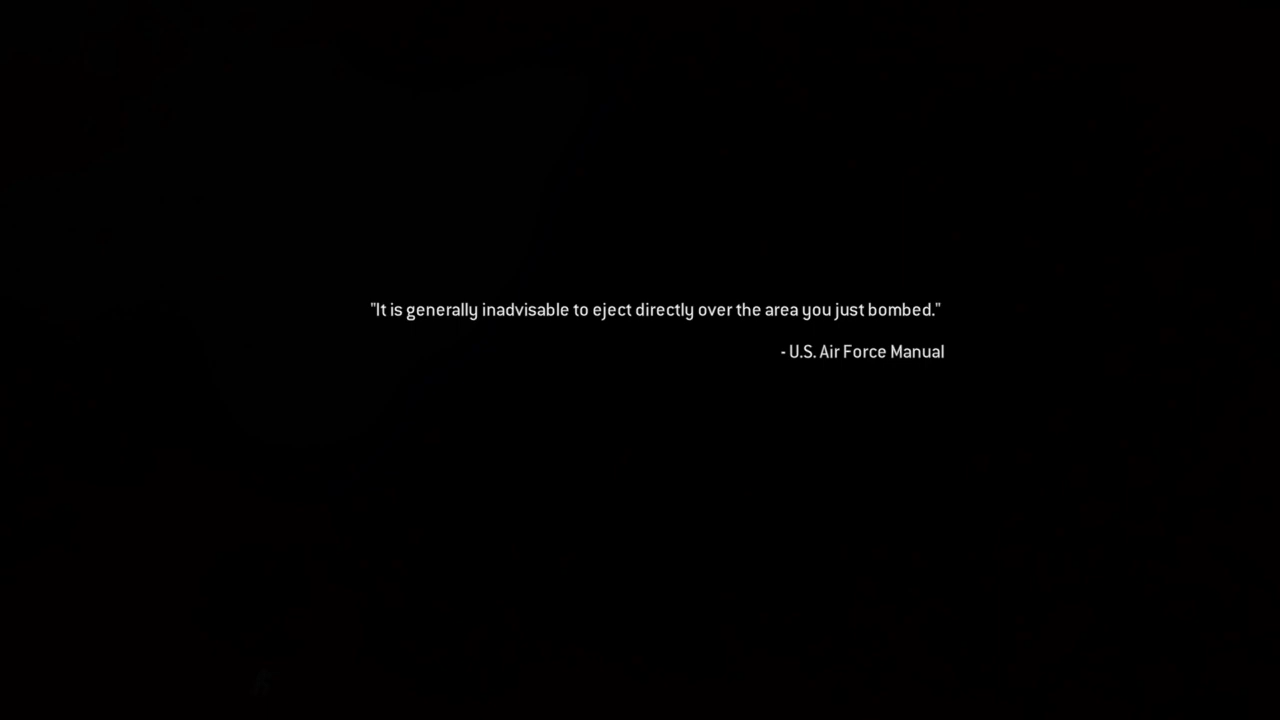 "It is generally inadvisable to eject directly over the area you just bombed."
- U.S. Air Force Manual